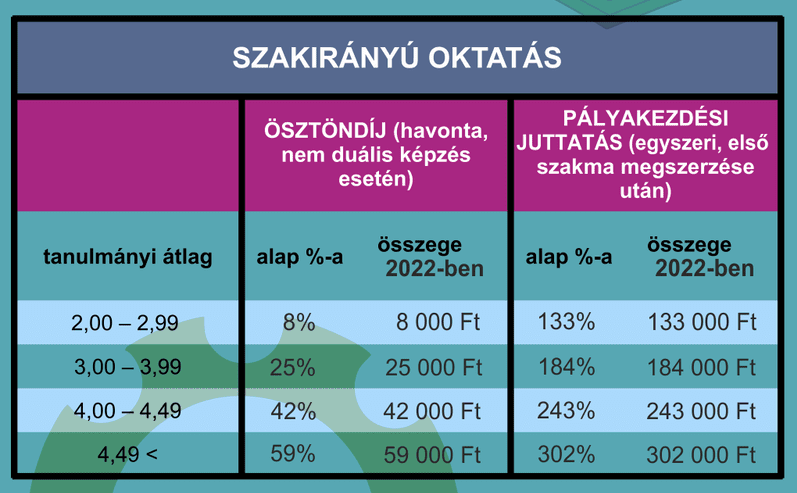 SZAKIRÁNYÚ OKTATÁS
ÖSZTÖNDÍJ (havonta,
nem duális képzés
esetén)
PÁLYAKEZDÉSI
JUTTATÁS (egyszeri, első
szakma megszerzése
után)
tanulmányi átlag
alap %-a
összege
2022-ben
alap %-a
összege
2022-ben
2,00 – 2,99 8% 8 000 Ft 133% 133 000 Ft
3,00 – 3,99 25% 25 000 Ft 184% 184 000 Ft
4,00 – 4,49 42% 42 000 Ft 243% 243 000 Ft
4,49 < 59% 59 000 Ft 302% 302 000 Ft